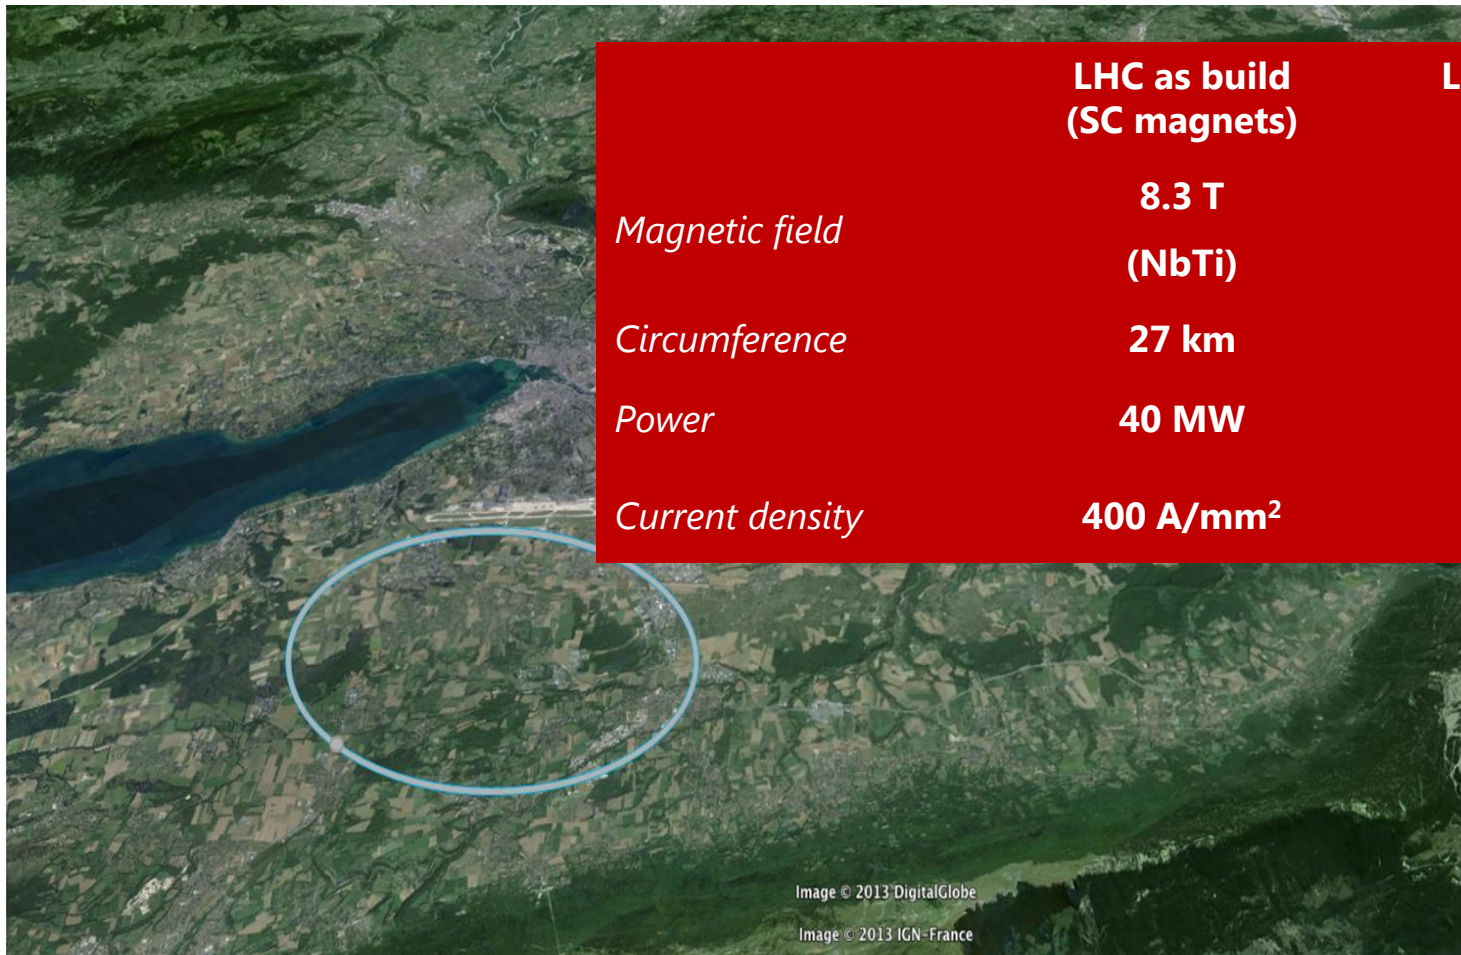 LHC as build
L
(SC magnets)
Magnetic field
8.3 T
(NbTi)
Circumference
27 km
Power
40 MW
Current density
400 A/mm²
Image © 2013 DigitalGlobe
Image © 2013 IGN-France